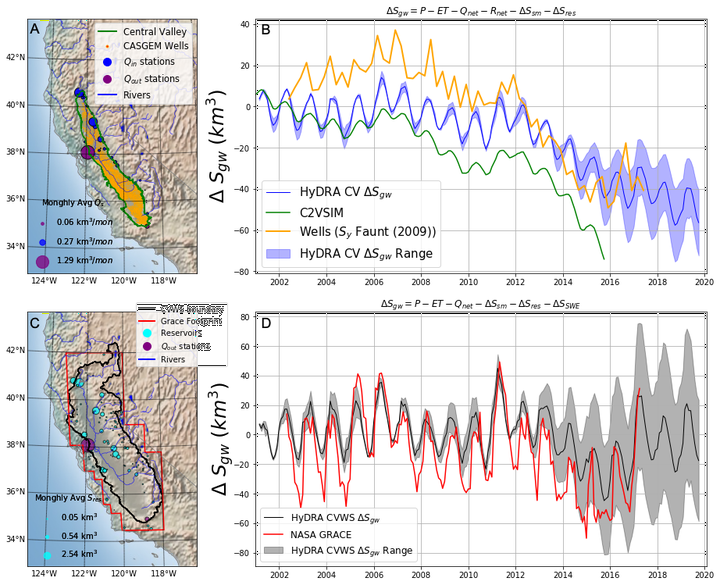 A
Central Valley
CASGEM Wells
Q_in stations
Q_out stations
Rivers
42°N
40°N
38°N
36°N
34°N
Monghly Avg Q_s
0.06 km³/mon
0.27 km³/mon
1.29 km³/mon
124°W 122°W 120°W 118°W
ΔS_gw = P − ET − Q_net − R_net − ΔS_sm − ΔS_res
B
Δ S_gw (km³)
40
20
0
−20
−40
−60
−80
HyDRA CV ΔS_gw
C2VSIM
Wells (S_y Faunt (2009))
HyDRA CV ΔS_gw Range
2002 2004 2006 2008 2010 2012 2014 2016 2018 2020
C
Grace Footprint
Reservoirs
Q_out stations
Rivers
42°N
40°N
38°N
36°N
34°N
Monghly Avg S_res
0.05 km³
0.54 km³
2.54 km³
124°W 122°W 120°W 118°W
ΔS_gw = P − ET − Q_net − ΔS_sm − ΔS_res − ΔS_SWE
D
Δ S_gw (km³)
80
60
40
20
0
−20
−40
−60
−80
HyDRA CVWS ΔS_gw
NASA GRACE
HyDRA CVWS ΔS_gw Range
2002 2004 2006 2008 2010 2012 2014 2016 2018 2020